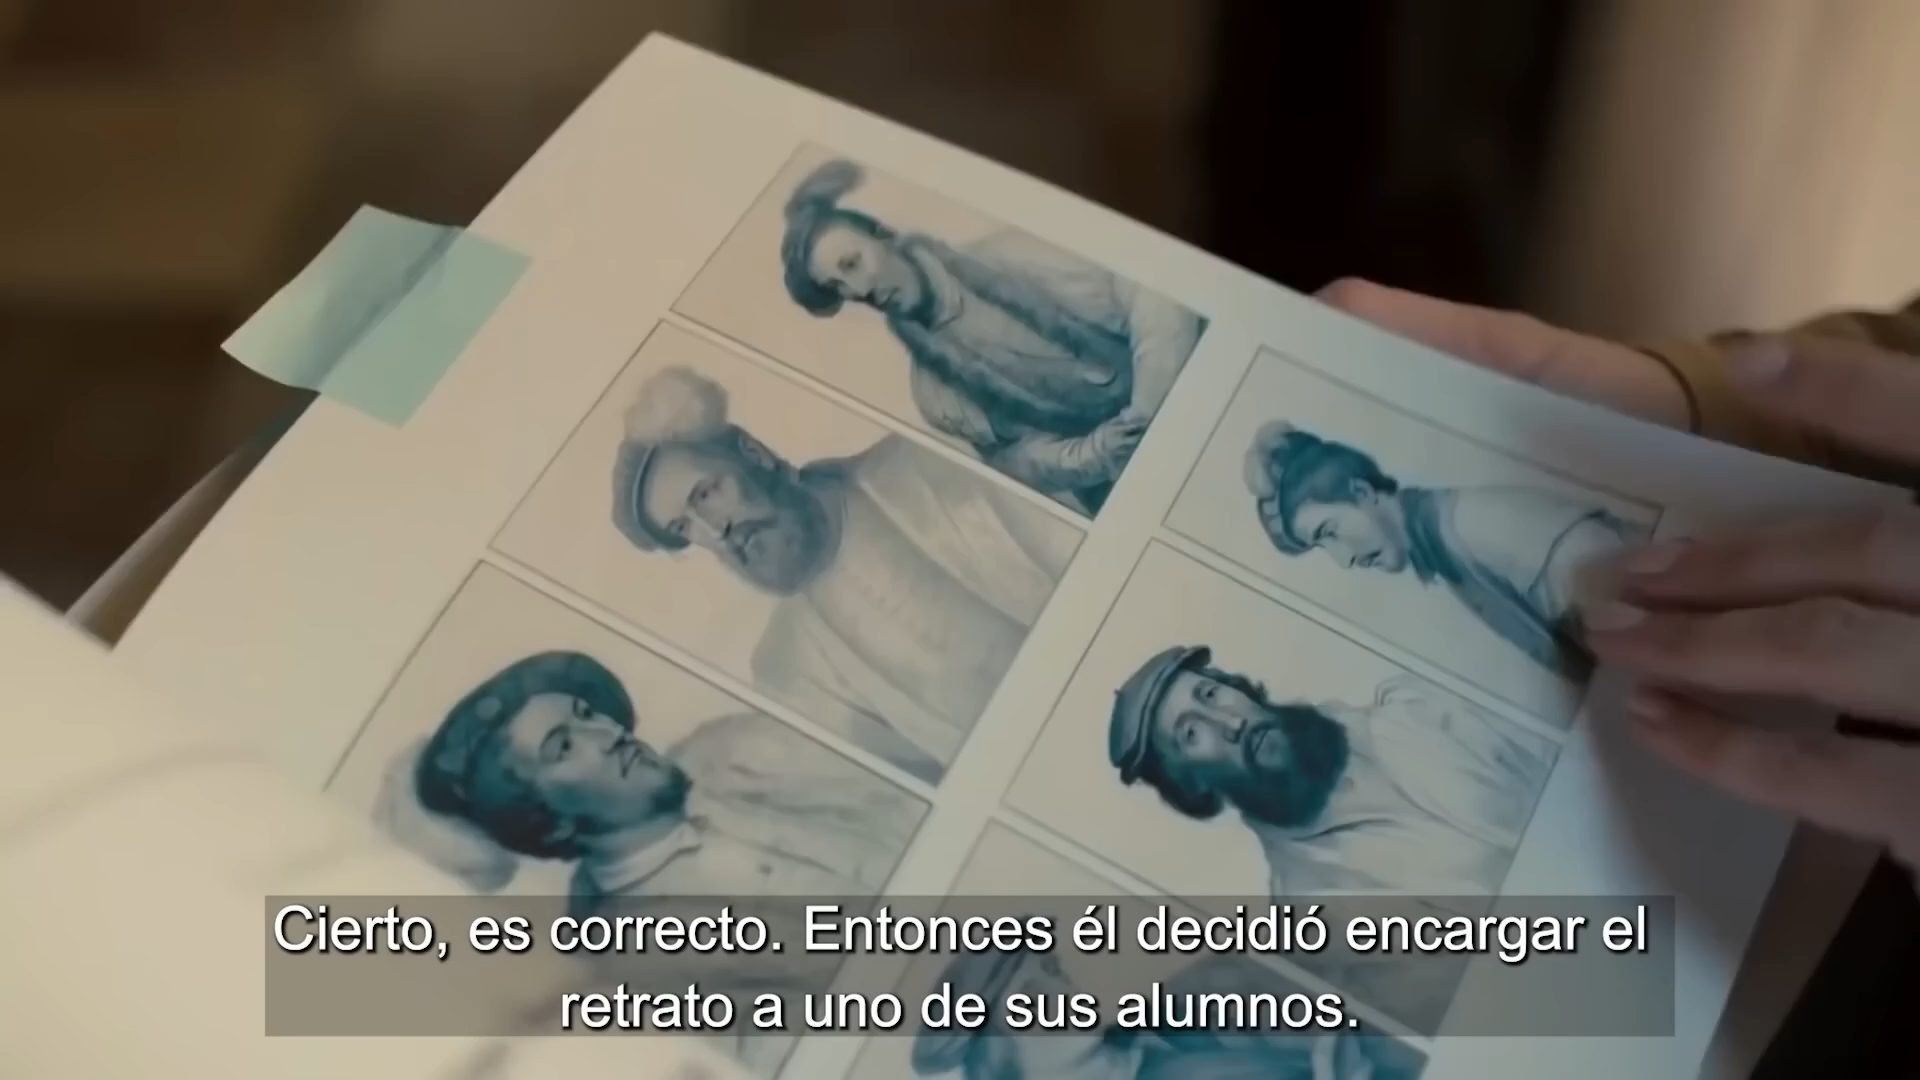 Cierto, es correcto. Entonces él decidió encargar el
retrato a uno de sus alumnos.